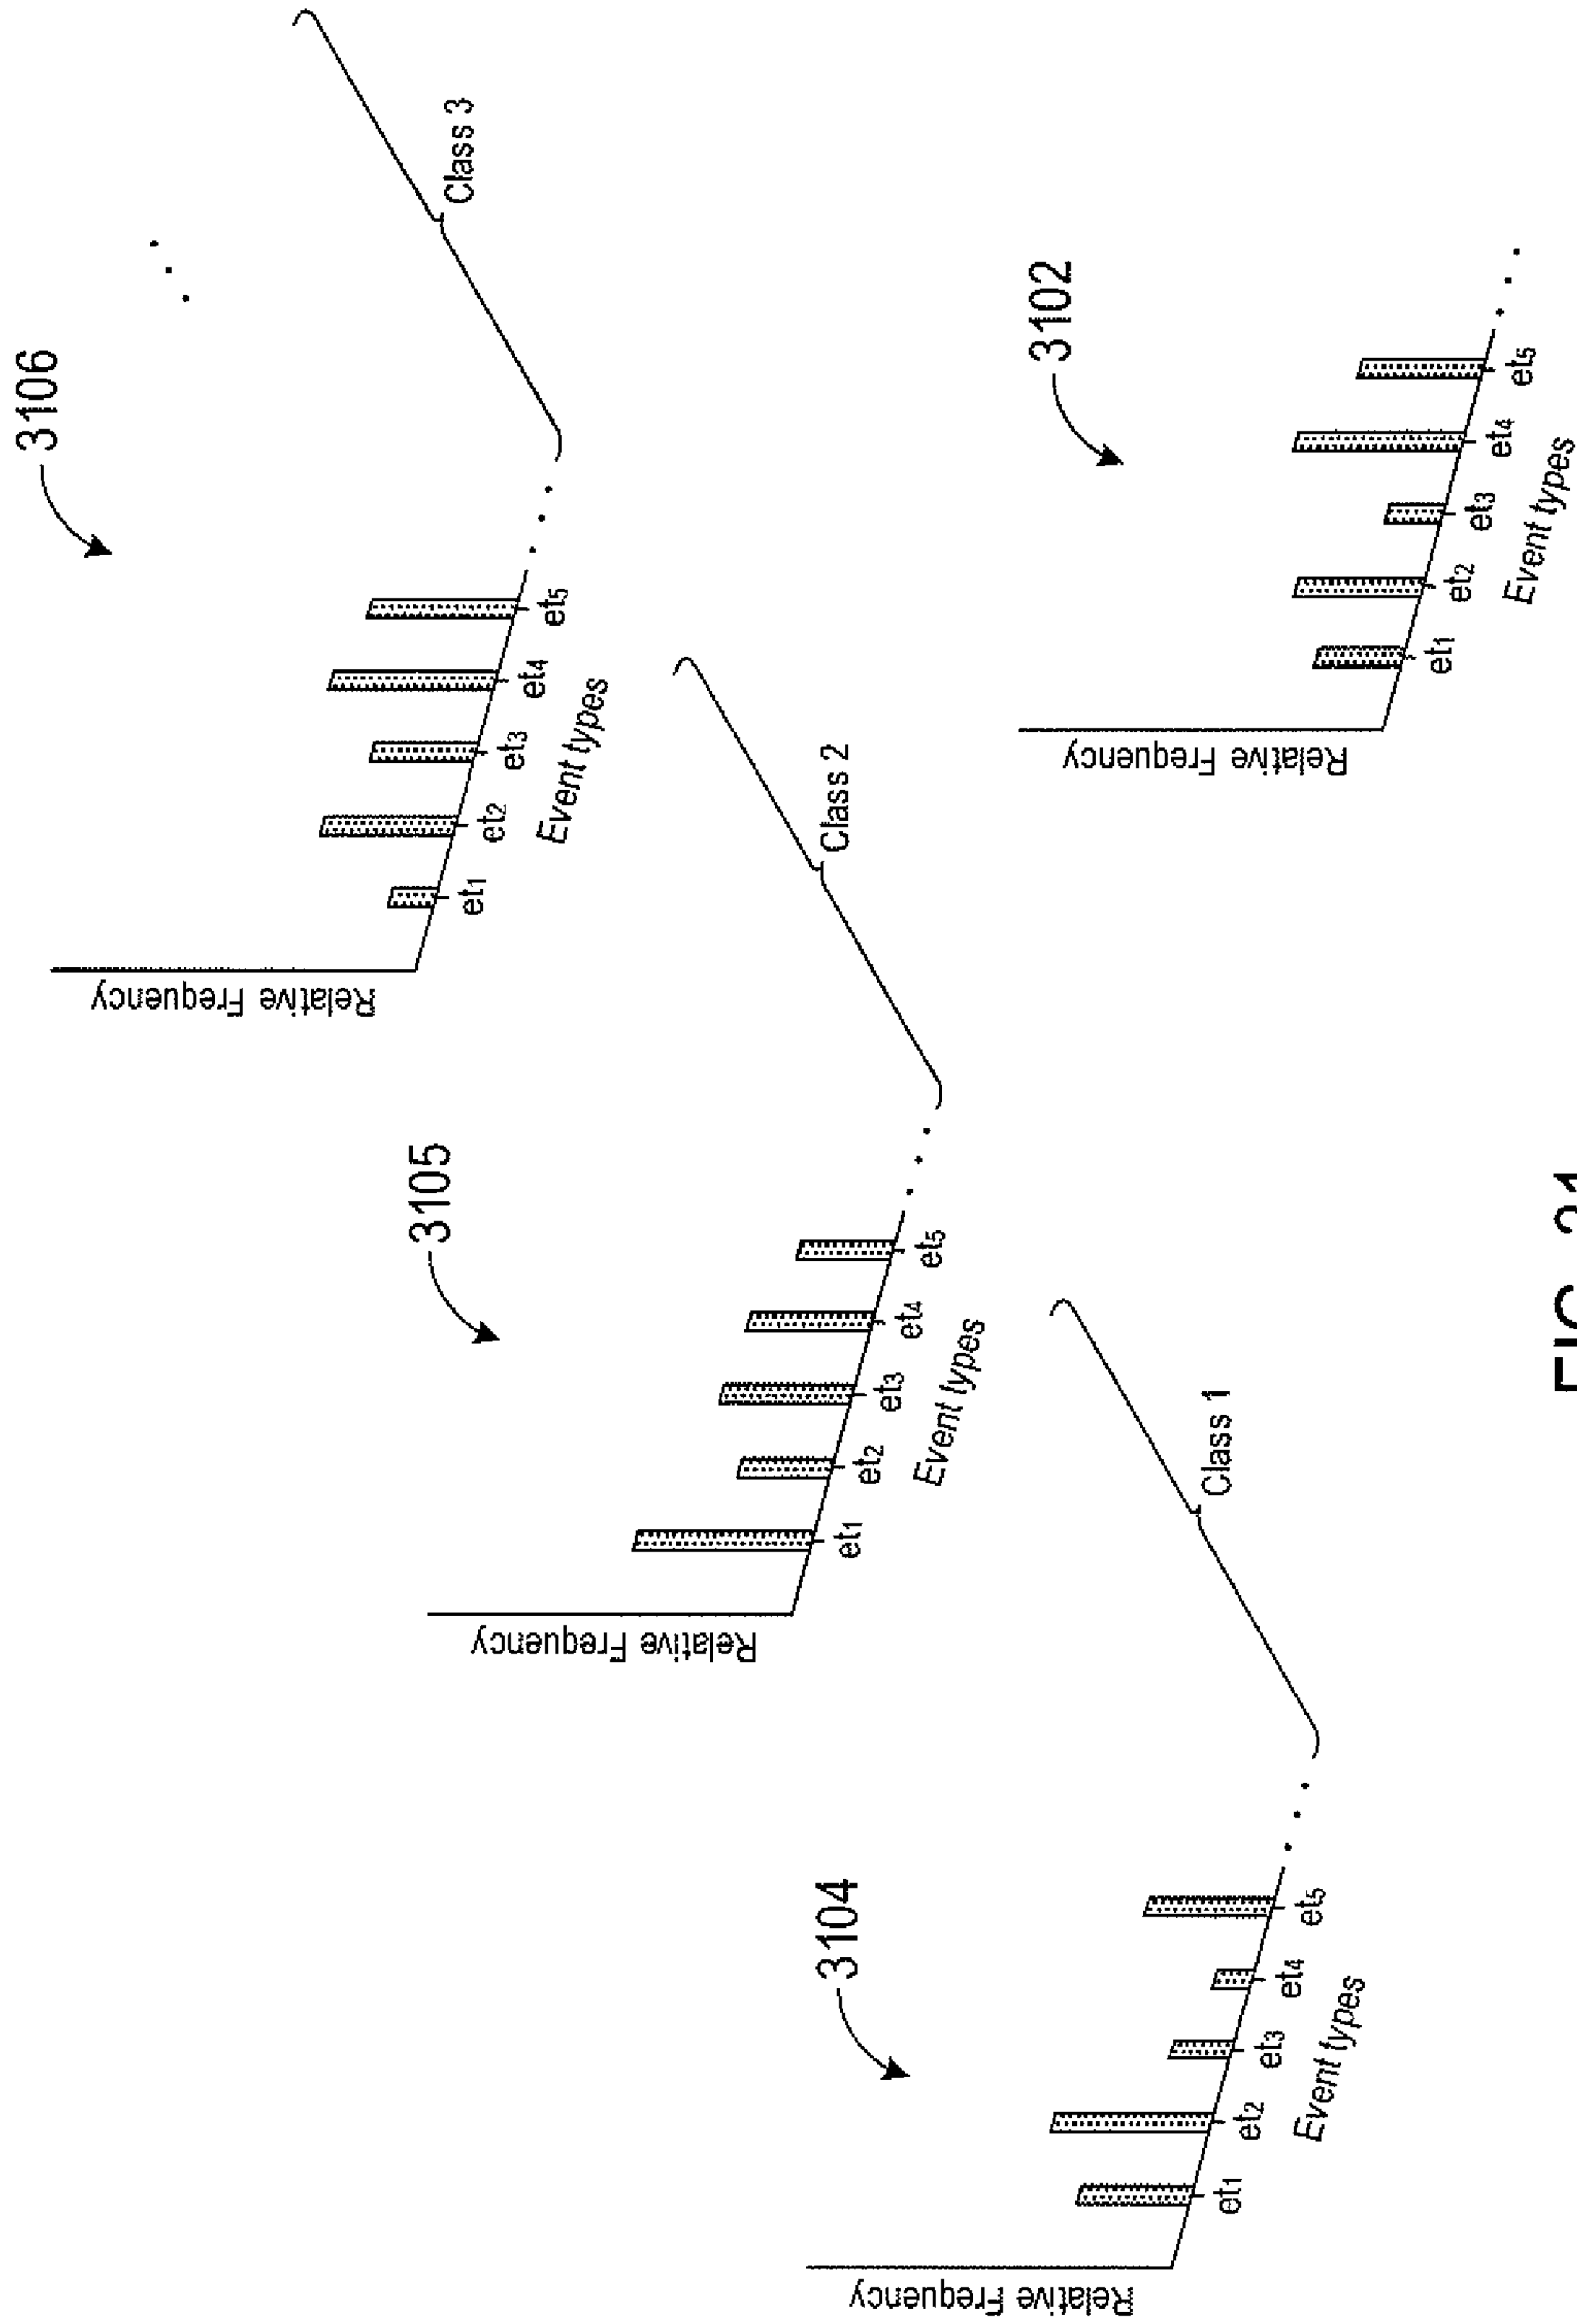 3106
Relative Frequency
et1 et2 et3 et4 et5
Event types
Class 3
3105
Relative Frequency
et1 et2 et3 et4 et5
Event types
Class 2
3104
Relative Frequency
et1 et2 et3 et4 et5
Event types
Class 1
3102
Relative Frequency
et1 et2 et3 et4 et5
Event types